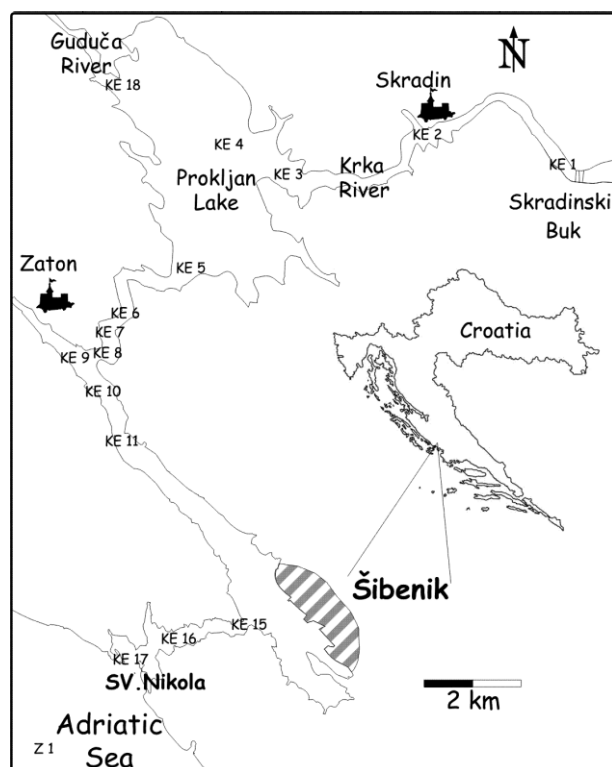 Guduča
River
KE 18
N
Skradin
KE 2
KE 4
KE 1
KE 3
Krka
River
Prokljan
Lake
Skradinski
Buk
Zaton
KE 5
KE 6
KE 7
KE 8
KE 9
KE 10
KE 11
Croatia
Šibenik
KE 15
KE 16
KE 17
SV.Nikola
2 km
Adriatic
Sea
Z 1